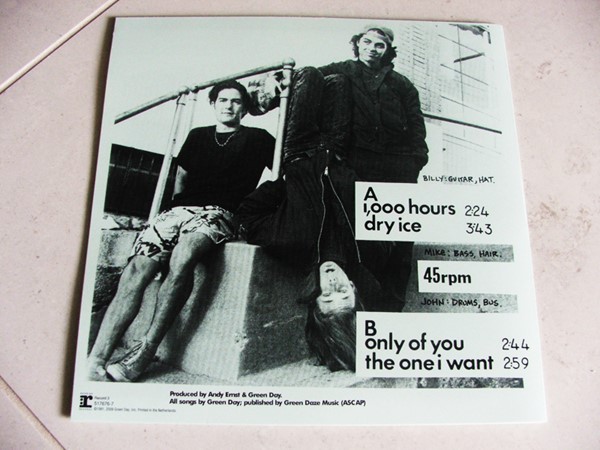 BILLY: GUITAR, HAT.
A
1,000 hours 2:24
dry ice 3:43
MIKE: BASS, HAIR.
45rpm
JOHN: DRUMS, BUS.
B
only of you 2:44
the one i want 2:59
Produced by Andy Ernst & Green Day.
All songs by Green Day; published by Green Daze Music (ASCAP)
r